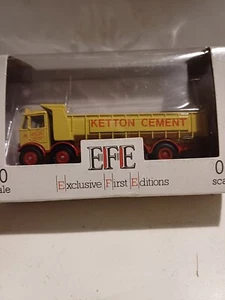 KETTON CEMENT
EFE
0
ale
Exclusive First Editions
0
sca